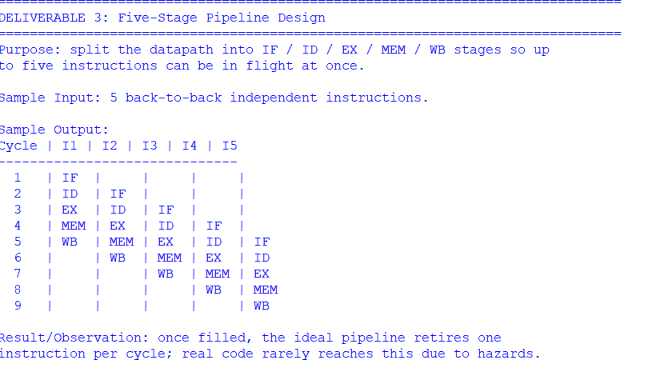 ================================================================================
DELIVERABLE 3: Five-Stage Pipeline Design
================================================================================
Purpose: split the datapath into IF / ID / EX / MEM / WB stages so up
to five instructions can be in flight at once.

Sample Input: 5 back-to-back independent instructions.

Sample Output:
Cycle | I1 | I2 | I3 | I4 | I5
------------------------------
  1   | IF  |     |     |     |
  2   | ID  | IF  |     |     |
  3   | EX  | ID  | IF  |     |
  4   | MEM | EX  | ID  | IF  |
  5   | WB  | MEM | EX  | ID  | IF
  6   |     | WB  | MEM | EX  | ID
  7   |     |     | WB  | MEM | EX
  8   |     |     |     | WB  | MEM
  9   |     |     |     |     | WB

Result/Observation: once filled, the ideal pipeline retires one
instruction per cycle; real code rarely reaches this due to hazards.